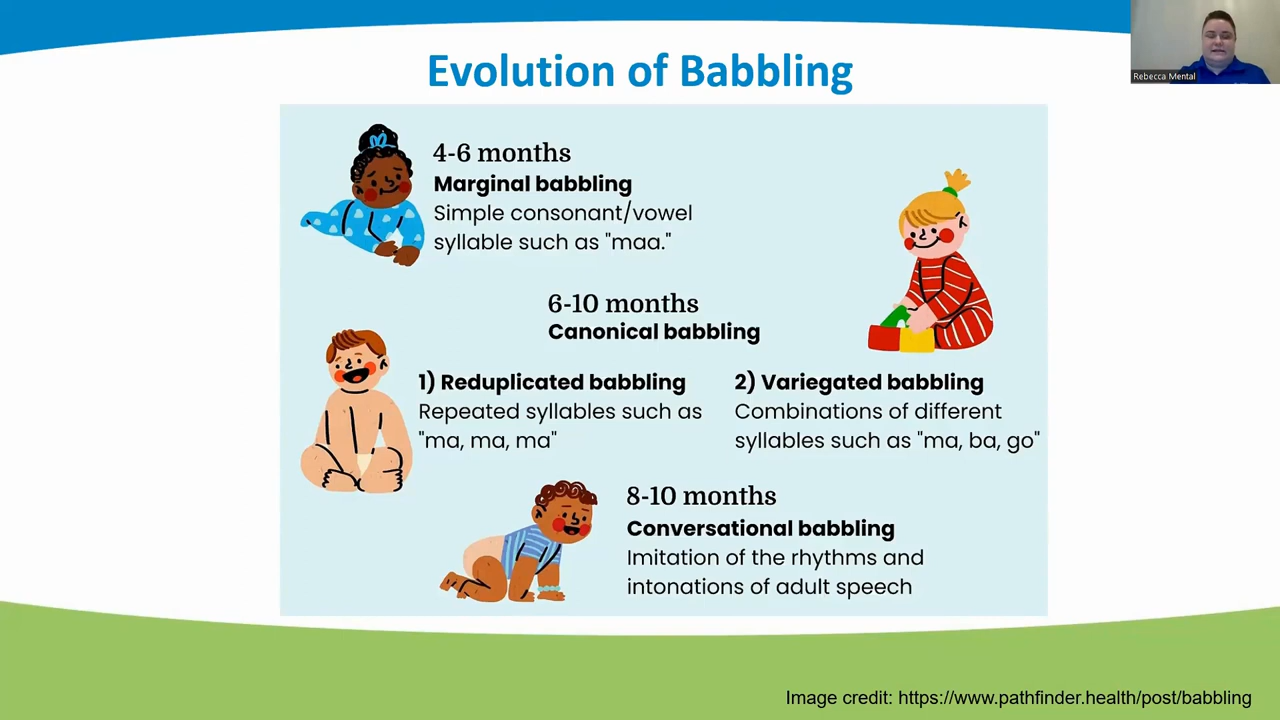 Rebecca Mental
Evolution of Babbling
4-6 months
Marginal babbling
Simple consonant/vowel
syllable such as "maa."
6-10 months
Canonical babbling
1) Reduplicated babbling
Repeated syllables such as
"ma, ma, ma"
2) Variegated babbling
Combinations of different
syllables such as "ma, ba, go"
8-10 months
Conversational babbling
Imitation of the rhythms and
intonations of adult speech
Image credit: https://www.pathfinder.health/post/babbling